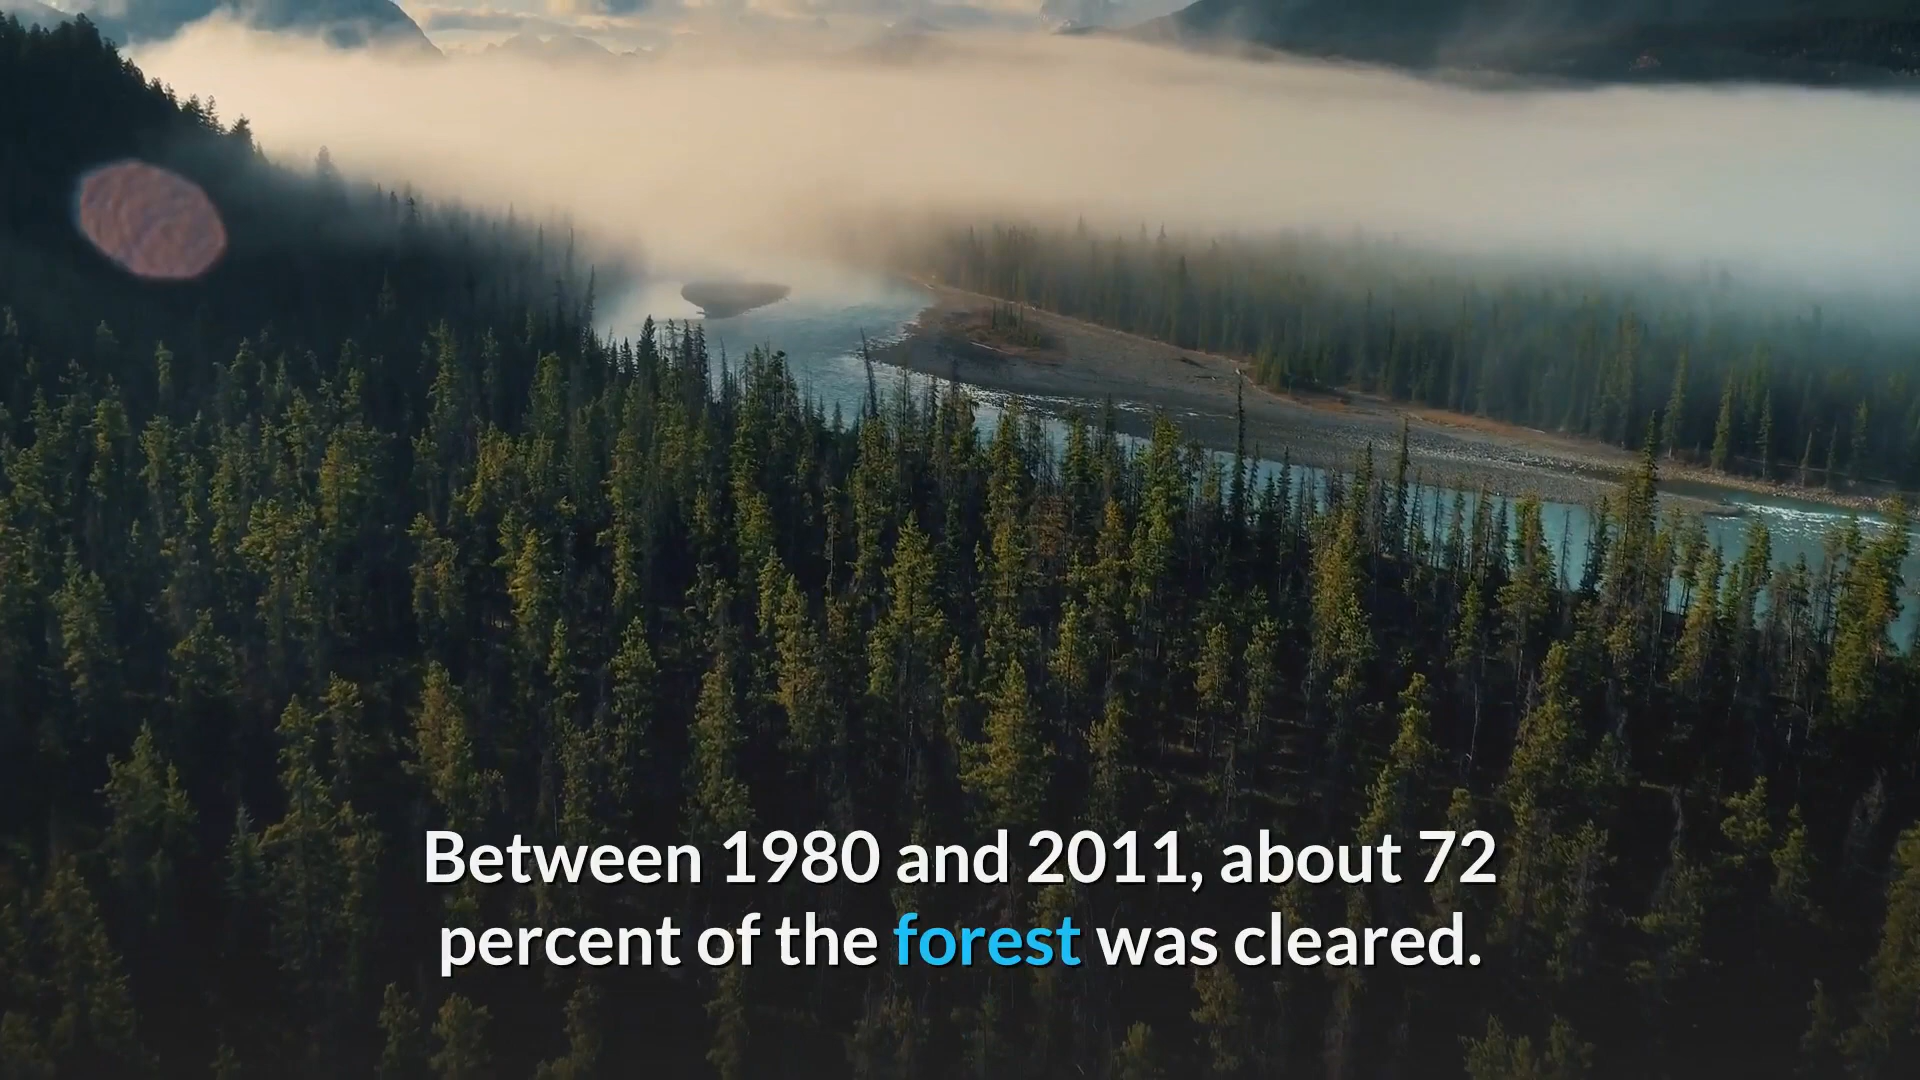 Between 1980 and 2011, about 72
percent of the forest was cleared.